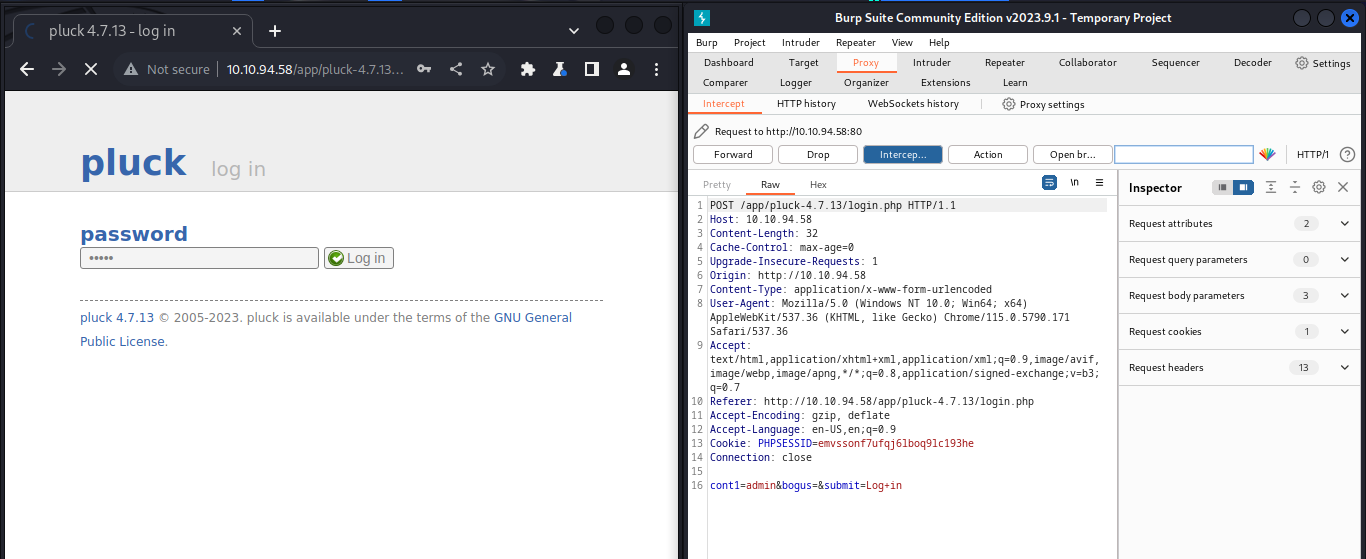 pluck 4.7.13 - log in
Not secure
10.10.94.58/app/pluck-4.7.13...
pluck log in
password
•••••
Log in
pluck 4.7.13 © 2005-2023. pluck is available under the terms of the GNU General
Public License.
Burp Suite Community Edition v2023.9.1 - Temporary Project
Burp Project Intruder Repeater View Help
Dashboard Target Proxy Intruder Repeater Collaborator Sequencer Decoder Settings
Comparer Logger Organizer Extensions Learn
Intercept HTTP history WebSockets history Proxy settings
Request to http://10.10.94.58:80
Forward Drop Intercep... Action Open br... HTTP/1
Pretty Raw Hex \n
1 POST /app/pluck-4.7.13/login.php HTTP/1.1
2 Host: 10.10.94.58
3 Content-Length: 32
4 Cache-Control: max-age=0
5 Upgrade-Insecure-Requests: 1
6 Origin: http://10.10.94.58
7 Content-Type: application/x-www-form-urlencoded
8 User-Agent: Mozilla/5.0 (Windows NT 10.0; Win64; x64)
AppleWebKit/537.36 (KHTML, like Gecko) Chrome/115.0.5790.171
Safari/537.36
9 Accept:
text/html,application/xhtml+xml,application/xml;q=0.9,image/avif,
image/webp,image/apng,*/*;q=0.8,application/signed-exchange;v=b3;
q=0.7
10 Referer: http://10.10.94.58/app/pluck-4.7.13/login.php
11 Accept-Encoding: gzip, deflate
12 Accept-Language: en-US,en;q=0.9
13 Cookie: PHPSESSID=emvssonf7ufqj6lboq9lc193he
14 Connection: close
15
16 cont1=admin&bogus=&submit=Log+in
Inspector
Request attributes 2
Request query parameters 0
Request body parameters 3
Request cookies 1
Request headers 13